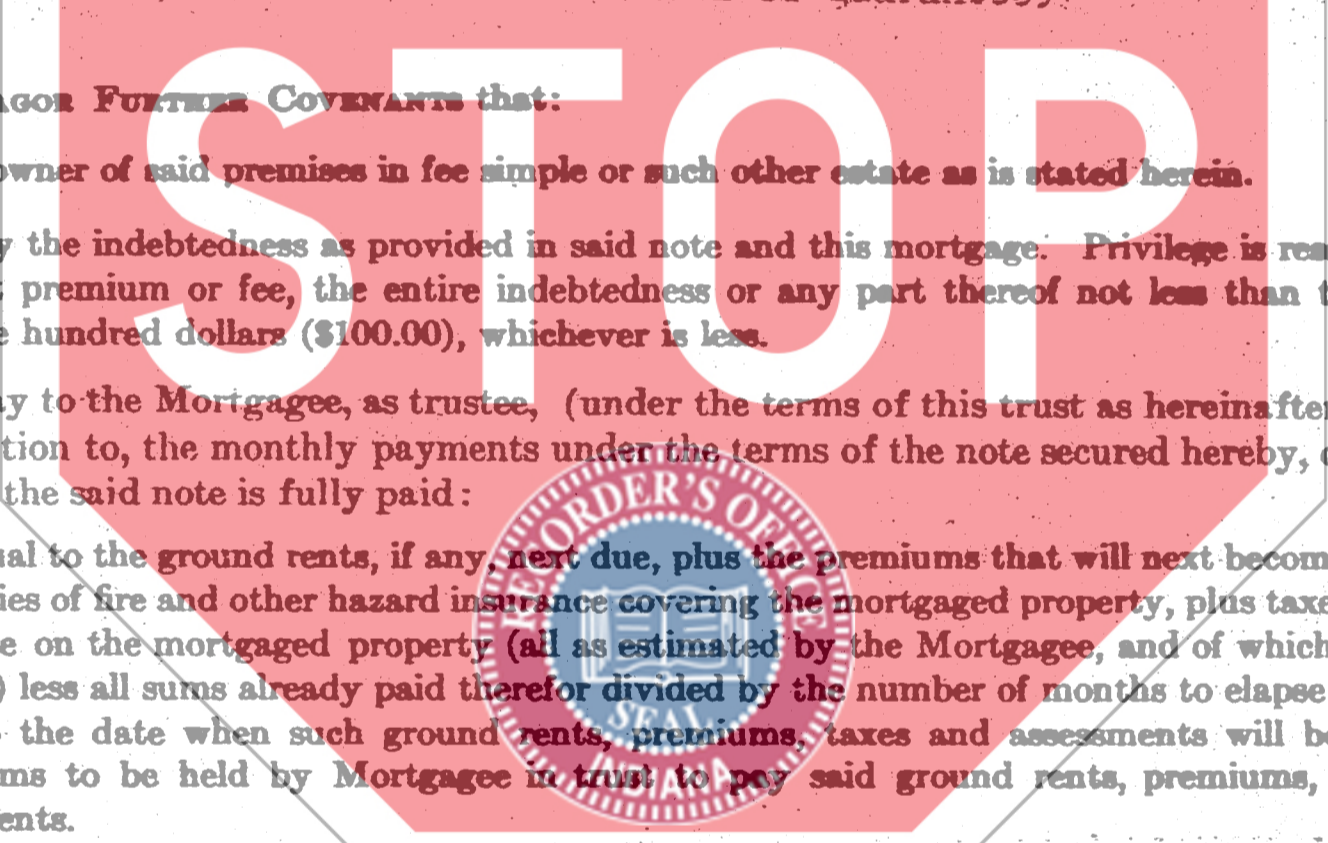 STOP
FURTHER COVENANTS that:
owner of said premises in fee simple or such other estate as is stated herein.
the indebtedness as provided in said note and this mortgage. Privilege is
premium or fee, the entire indebtedness or any part thereof not less than
hundred dollars ($100.00), whichever is less.
to the Mortgagee, as trustee, (under the terms of this trust as hereinafter
tion to, the monthly payments under the terms of the note secured hereby,
the said note is fully paid:
to the ground rents, if any, next due, plus the premiums that will next
ies of fire and other hazard insurance covering the mortgaged property, plus
e on the mortgaged property (all as estimated by the Mortgagee, and of which
) less all sums already paid therefor divided by the number of months to elapse
the date when such ground rents, premiums, taxes and assessments will
ms to be held by Mortgagee in trust to pay said ground rents, premiums,
ents.
RECORDER'S OFFICE
SEAL
INDIANA